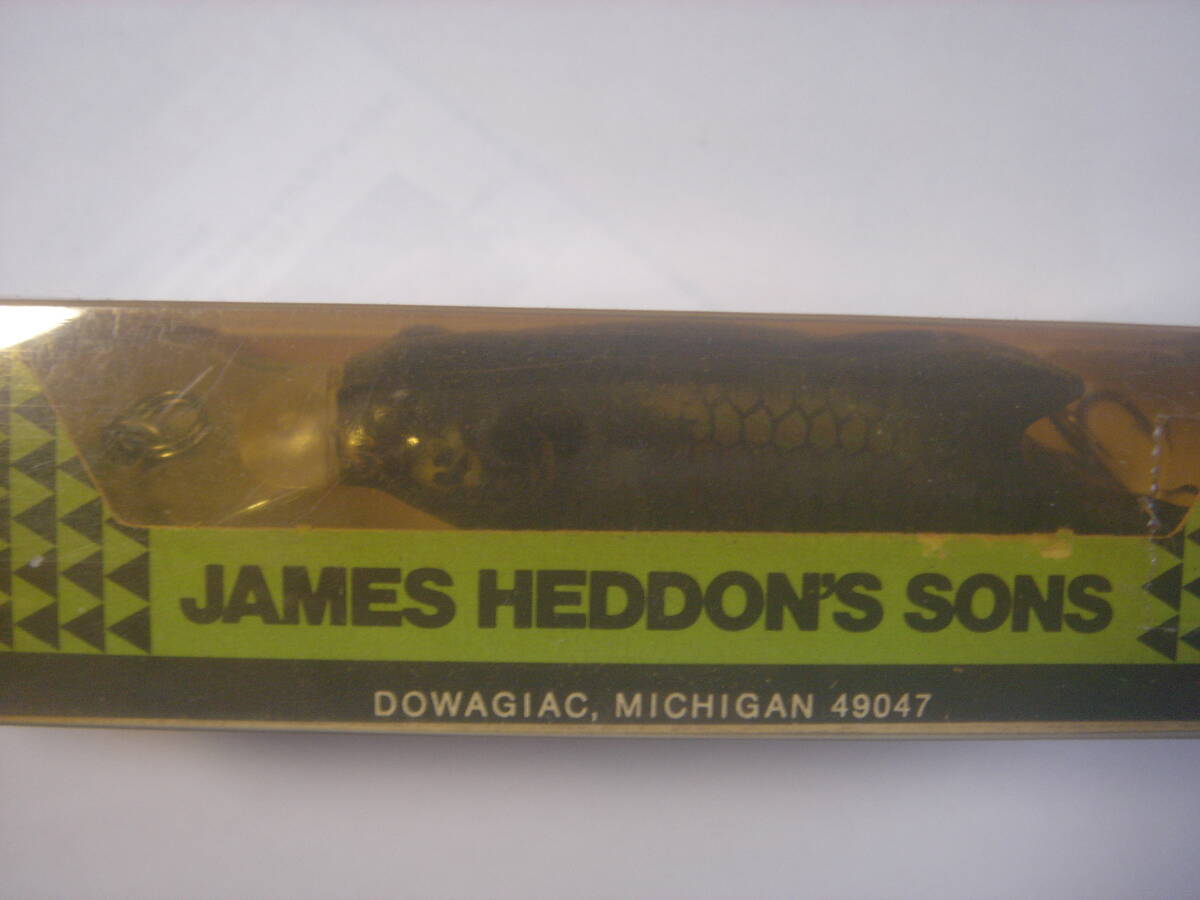 JAMES HEDDON'S SONS
DOWAGIAC, MICHIGAN 49047